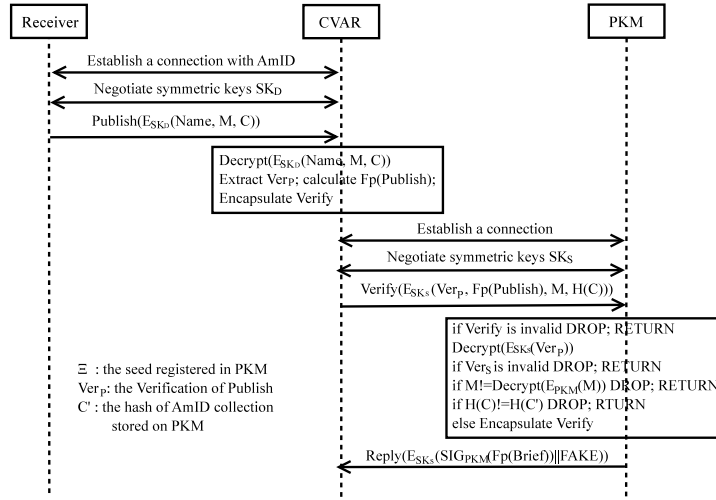 Receiver
CVAR
PKM
Establish a connection with AmID
Negotiate symmetric keys SKD
Publish(ESKD(Name, M, C))
Decrypt(ESKD(Name, M, C))
Extract VerP; calculate Fp(Publish);
Encapsulate Verify
Establish a connection
Negotiate symmetric keys SKS
Verify(ESKS(VerP, Fp(Publish), M, H(C)))
if Verify is invalid DROP; RETURN
Decrypt(ESKS(VerP))
if VerS is invalid DROP; RETURN
if M!=Decrypt(EPKM(M)) DROP; RETURN
if H(C)!=H(C') DROP; RTURN
else Encapsulate Verify
Ξ : the seed registered in PKM
VerP: the Verification of Publish
C' : the hash of AmID collection
stored on PKM
Reply(ESKS(SIGPKM(Fp(Brief))||FAKE))